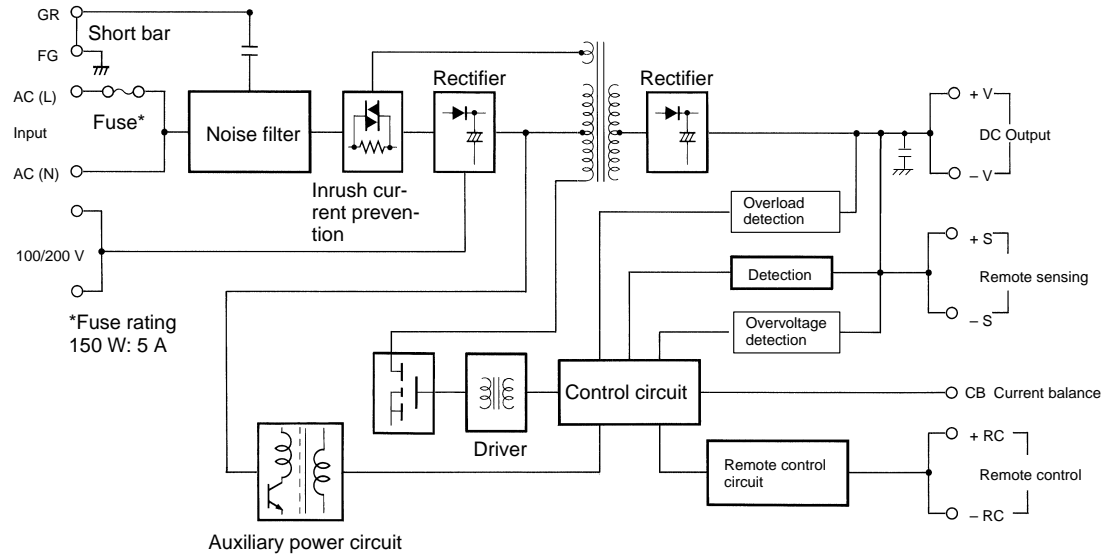 GR
Short bar
FG
AC (L)
Fuse*
Input
AC (N)
Noise filter
Inrush cur-
rent preven-
tion
Rectifier
Rectifier
+ V
DC Output
– V
Overload
detection
100/200 V
+ S
Detection
Remote sensing
– S
Overvoltage
detection
*Fuse rating
150 W: 5 A
Control circuit
CB Current balance
Driver
+ RC
Remote control
circuit
Remote control
– RC
Auxiliary power circuit